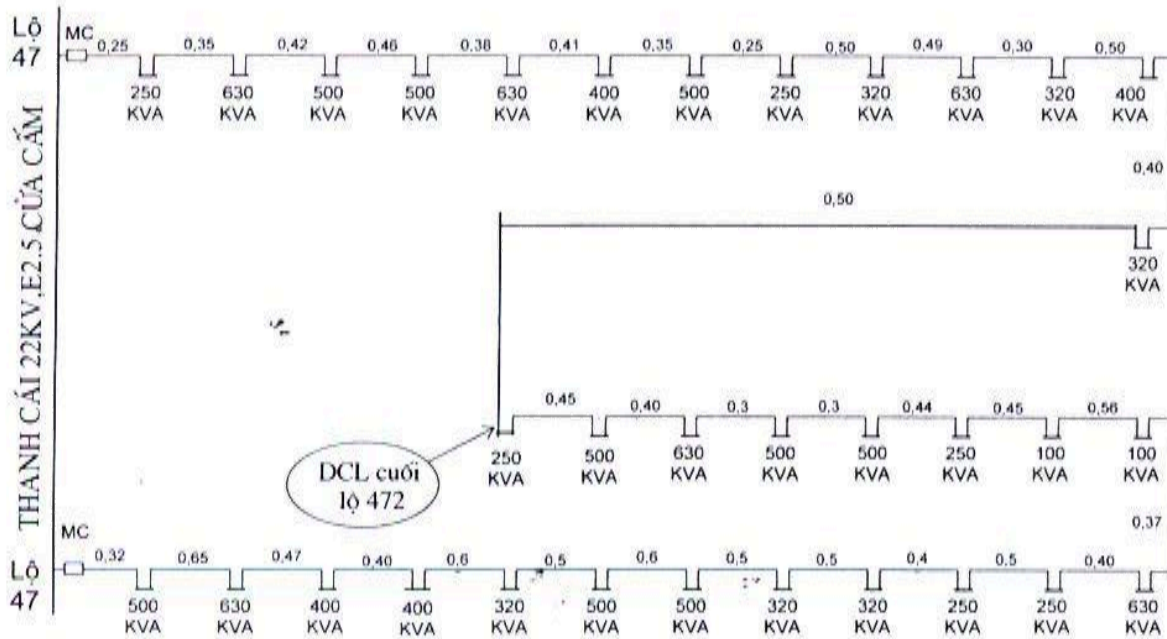 Lộ
47
MC
0,25 0,35 0,42 0,46 0,38 0,41 0,35 0,25 0,50 0,49 0,30 0,50
250 630 500 500 630 400 500 250 320 630 320 400
KVA KVA KVA KVA KVA KVA KVA KVA KVA KVA KVA KVA
THANH CÁI 22KV,E2.5 CỬA CẤM
0,40
0,50
320
KVA
0,45 0,40 0,3 0,3 0,44 0,45 0,56
250 500 630 500 500 250 100 100
KVA KVA KVA KVA KVA KVA KVA KVA
DCL cuối
lộ 472
0,37
MC
0,32 0,65 0,47 0,40 0,6 0,5 0,6 0,5 0,5 0,4 0,5 0,40
Lộ
47
500 630 400 400 320 500 500 320 320 250 250 630
KVA KVA KVA KVA KVA KVA KVA KVA KVA KVA KVA KVA